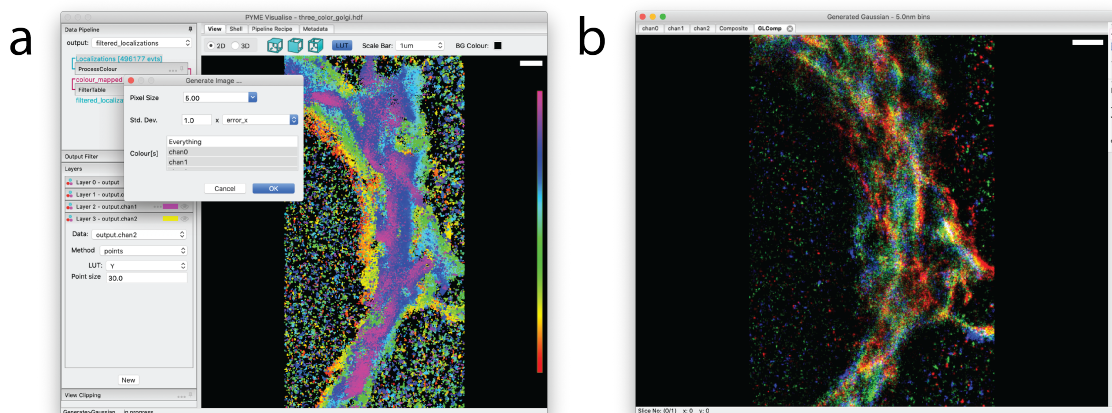 a
PYME Visualise - three_color_golgi.hdf
Data Pipeline
output: filtered_localizations
Localizations [496177 evts]
ProcessColour
colour_mapped
FilterTable
filtered_localiza
Output Filter
Layers
Layer 0 - output
Layer 1 - output.c
Layer 2 - output.chan1
Layer 3 - output.chan2
Data: output.chan2
Method points
LUT: Y
Point size 30.0
New
View Clipping
Generate>Gaussian ... in progress
View Shell Pipeline Recipe Metadata
2D 3D LUT Scale Bar: 1um BG Colour:
Generate Image ...
Pixel Size 5.00
Std. Dev. 1.0 x error_x
Colour[s]
Everything
chan0
chan1
Cancel OK
b
Generated Gaussian - 5.0nm bins
chan0 chan1 chan2 Composite GLComp
Slice No: (0/1) x: 0 y: 0